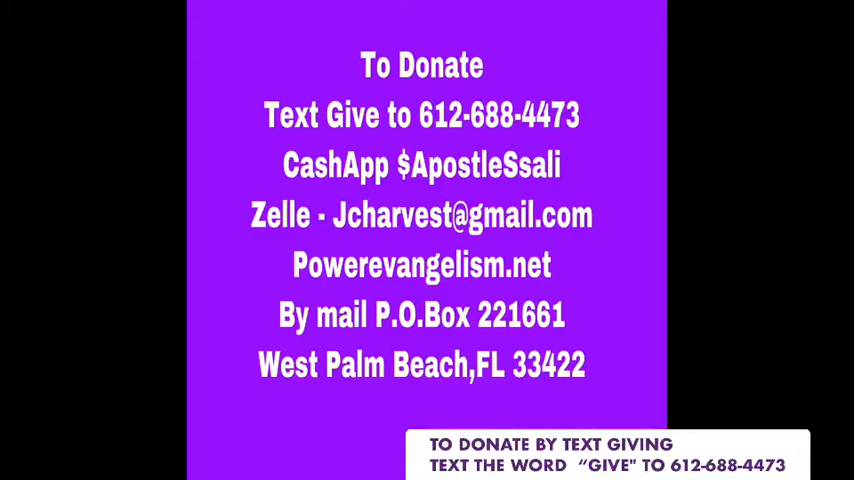 To Donate
Text Give to 612-688-4473
CashApp $ApostleSsali
Zelle - Jcharvest@gmail.com
Powerevangelism.net
By mail P.O.Box 221661
West Palm Beach,FL 33422
TO DONATE BY TEXT GIVING
TEXT THE WORD “GIVE" TO 612-688-4473